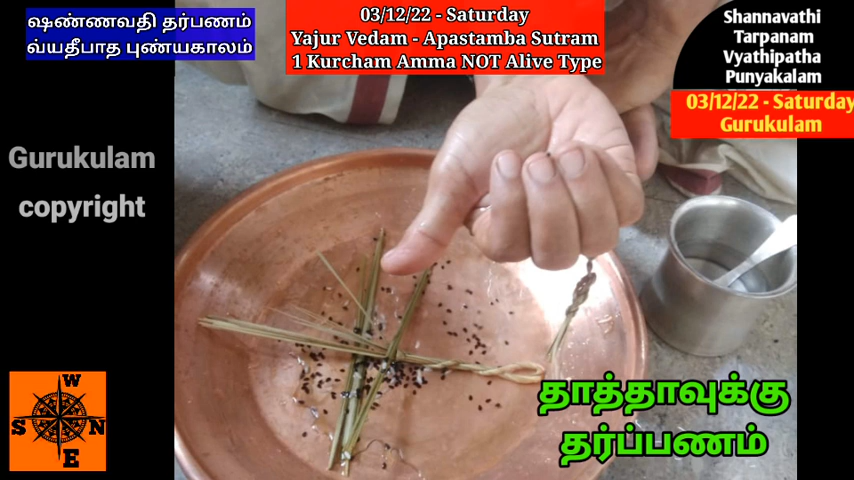 ஷண்ணவதி தர்பணம்
வ்யதீபாத புண்யகாலம்
03/12/22 - Saturday
Yajur Vedam - Apastamba Sutram
1 Kurcham Amma NOT Alive Type
Shannavathi
Tarpanam
Vyathipatha
Punyakalam
03/12/22 - Saturday
Gurukulam
Gurukulam
copyright
W
S N
E
தாத்தாவுக்கு
தர்ப்பணம்